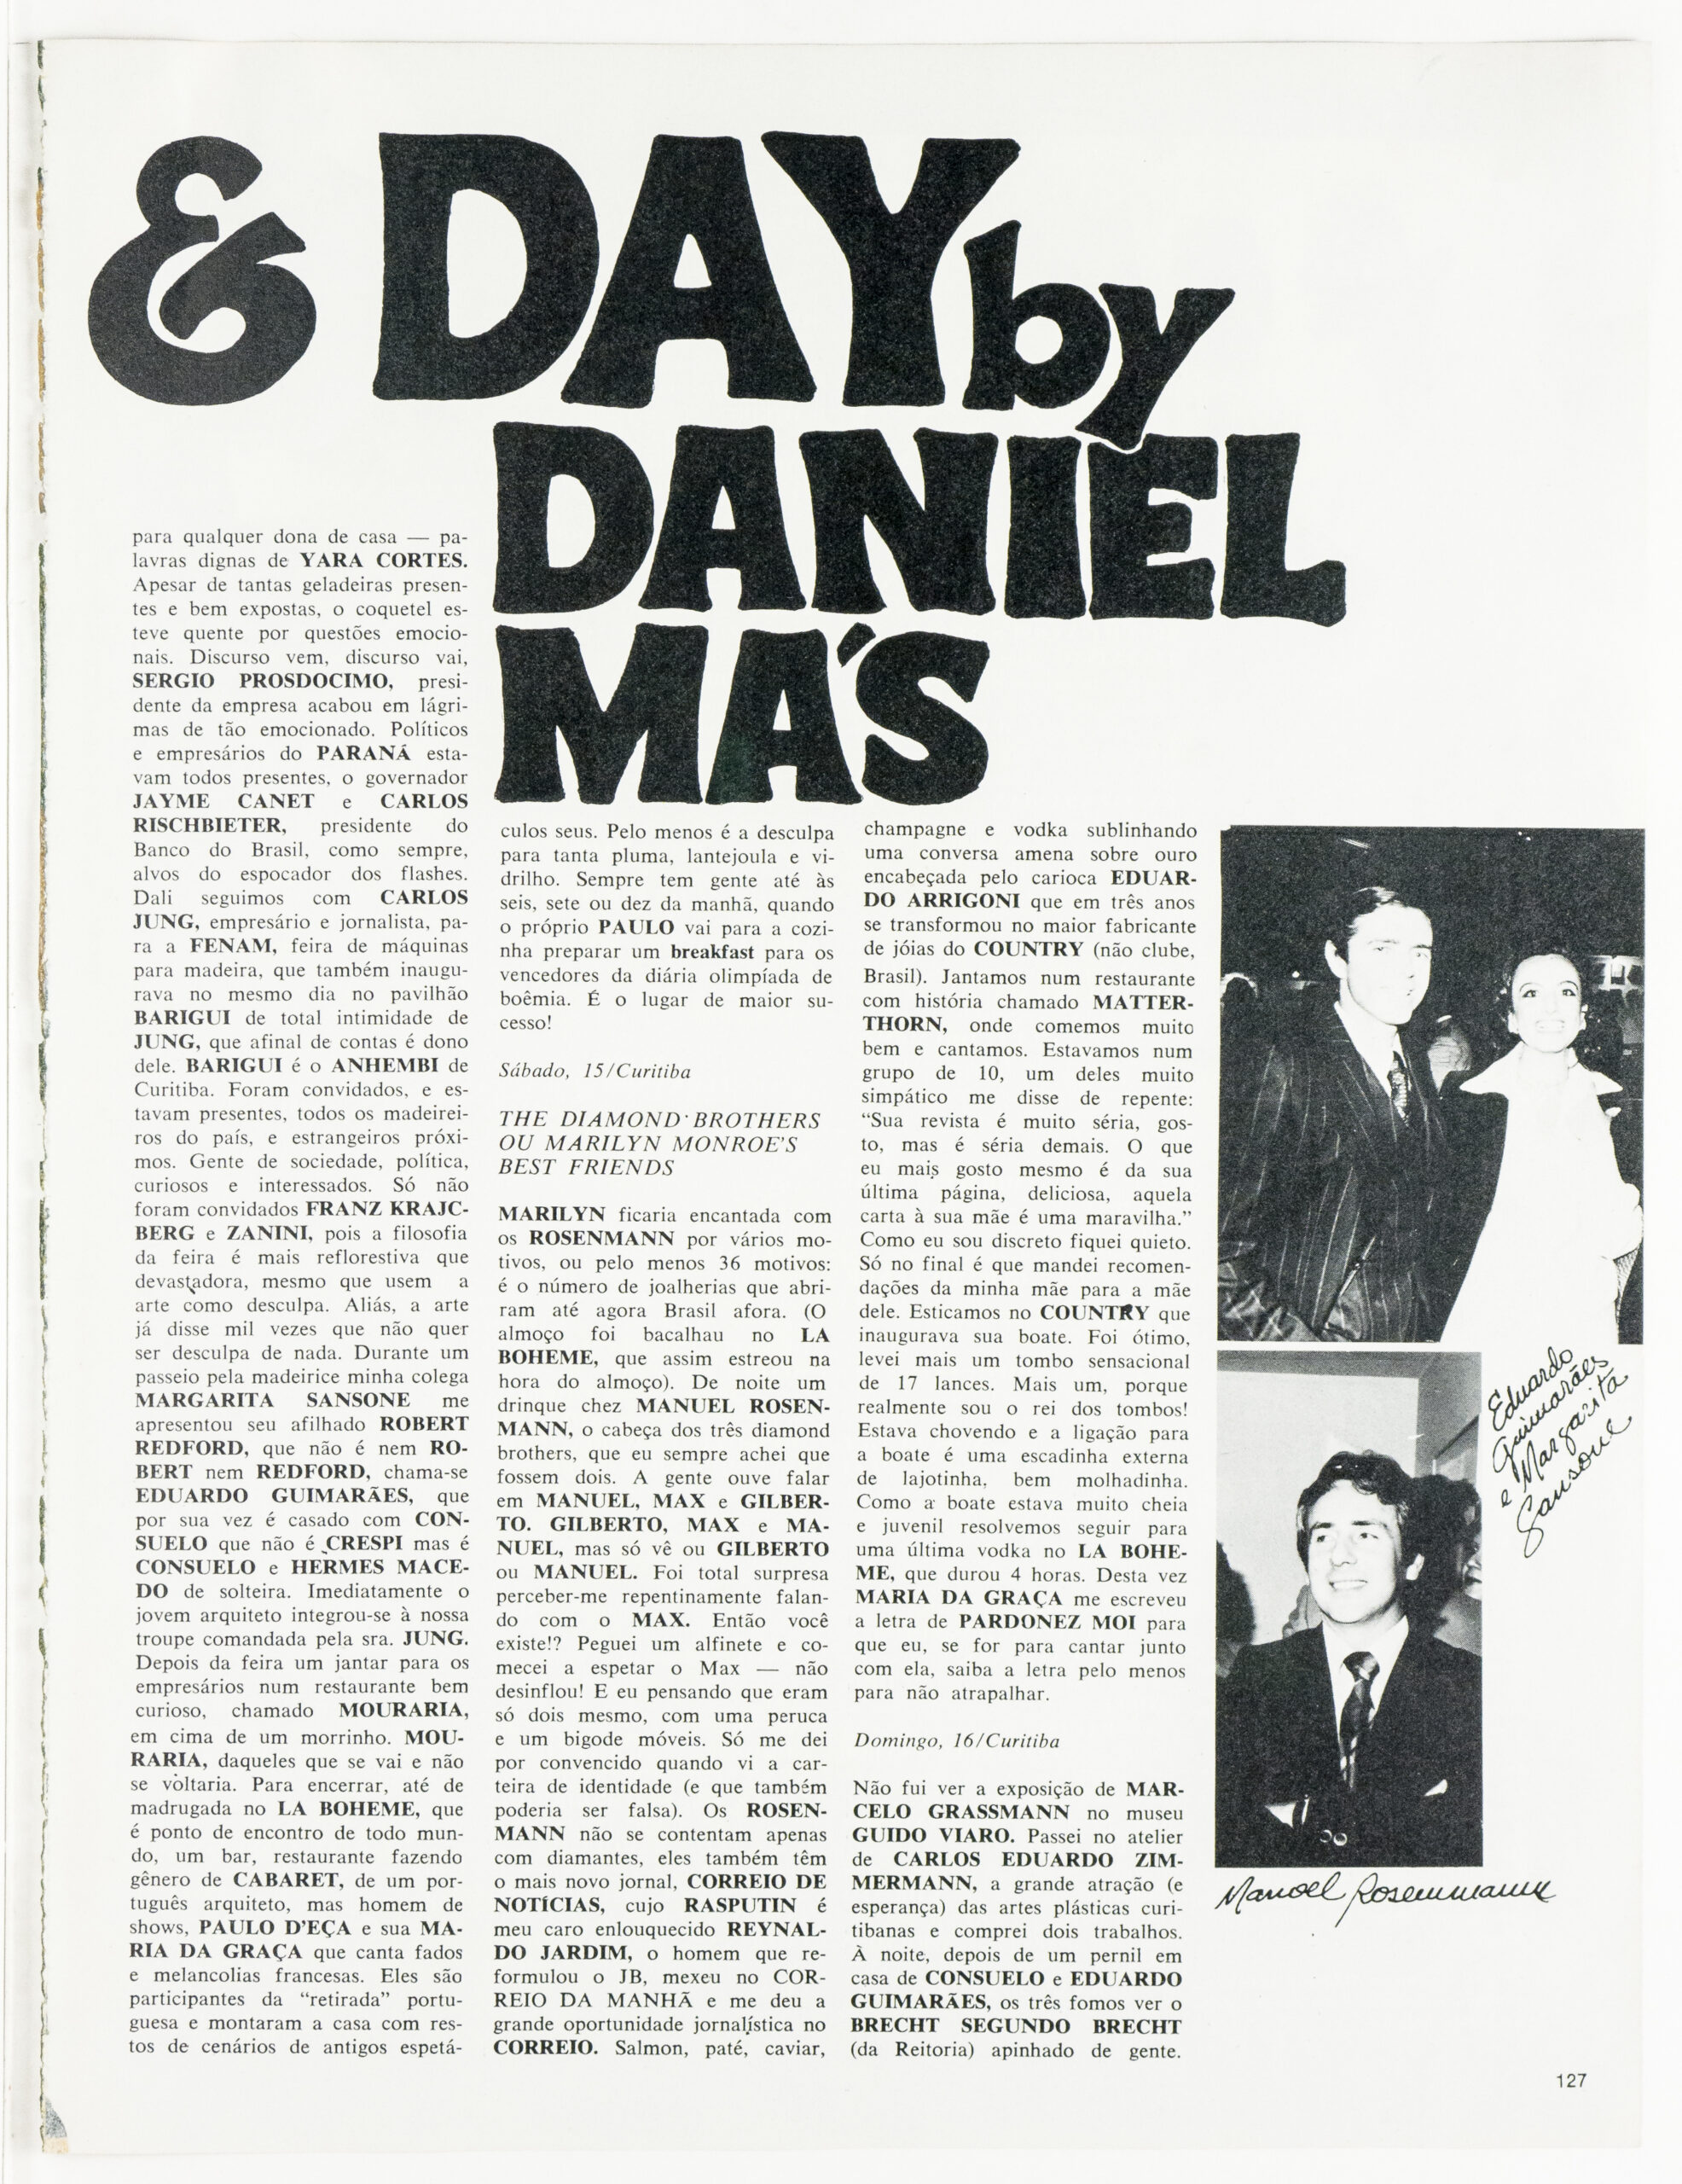 & DAY by
DANIEL
MÁS
para qualquer dona de casa — pa-
lavras dignas de YARA CORTES.
Apesar de tantas geladeiras presen-
tes e bem expostas, o coquetel es-
teve quente por questões emocio-
nais. Discurso vem, discurso vai,
SERGIO PROSDOCIMO, presi-
dente da empresa acabou em lágri-
mas de tão emocionado. Políticos
e empresários do PARANÁ esta-
vam todos presentes, o governador
JAYME CANET e CARLOS
RISCHBIETER, presidente do
Banco do Brasil, como sempre,
alvos do espocador dos flashes.
Dali seguimos com CARLOS
JUNG, empresário e jornalista, pa-
ra a FENAM, feira de máquinas
para madeira, que também inaugu-
rava no mesmo dia no pavilhão
BARIGUI de total intimidade de
JUNG, que afinal de contas é dono
dele. BARIGUI é o ANHEMBI de
Curitiba. Foram convidados, e es-
tavam presentes, todos os madeirei-
ros do país, e estrangeiros próxi-
mos. Gente de sociedade, política,
curiosos e interessados. Só não
foram convidados FRANZ KRAJC-
BERG e ZANINI, pois a filosofia
da feira é mais reflorestiva que
devastadora, mesmo que usem a
arte como desculpa. Aliás, a arte
já disse mil vezes que não quer
ser desculpa de nada. Durante um
passeio pela madeirice minha colega
MARGARITA SANSONE me
apresentou seu afilhado ROBERT
REDFORD, que não é nem RO-
BERT nem REDFORD, chama-se
EDUARDO GUIMARÃES, que
por sua vez é casado com CON-
SUELO que não é CRESPI mas é
CONSUELO e HERMES MACE-
DO de solteira. Imediatamente o
jovem arquiteto integrou-se à nossa
troupe comandada pela sra. JUNG.
Depois da feira um jantar para os
empresários num restaurante bem
curioso, chamado MOURARIA,
em cima de um morrinho. MOU-
RARIA, daqueles que se vai e não
se voltaria. Para encerrar, até de
madrugada no LA BOHEME, que
é ponto de encontro de todo mun-
do, um bar, restaurante fazendo
gênero de CABARET, de um por-
tuguês arquiteto, mas homem de
shows, PAULO D'EÇA e sua MA-
RIA DA GRAÇA que canta fados
e melancolias francesas. Eles são
participantes da "retirada" portu-
guesa e montaram a casa com res-
tos de cenários de antigos espetá-
culos seus. Pelo menos é a desculpa
para tanta pluma, lantejoula e vi-
drilho. Sempre tem gente até às
seis, sete ou dez da manhã, quando
o próprio PAULO vai para a cozi-
nha preparar um breakfast para os
vencedores da diária olimpíada de
boêmia. É o lugar de maior su-
cesso!
Sábado, 15/Curitiba
THE DIAMOND BROTHERS
OU MARILYN MONROE'S
BEST FRIENDS
MARILYN ficaria encantada com
os ROSENMANN por vários mo-
tivos, ou pelo menos 36 motivos:
é o número de joalherias que abri-
ram até agora Brasil afora. (O
almoço foi bacalhau no LA
BOHEME, que assim estreou na
hora do almoço). De noite um
drinque chez MANUEL ROSEN-
MANN, o cabeça dos três diamond
brothers, que eu sempre achei que
fossem dois. A gente ouve falar
em MANUEL, MAX e GILBER-
TO. GILBERTO, MAX e MA-
NUEL, mas só vê ou GILBERTO
ou MANUEL. Foi total surpresa
perceber-me repentinamente falan-
do com o MAX. Então você
existe!? Peguei um alfinete e co-
mecei a espetar o Max — não
desinflou! E eu pensando que eram
só dois mesmo, com uma peruca
e um bigode móveis. Só me dei
por convencido quando vi a car-
teira de identidade (e que também
poderia ser falsa). Os ROSEN-
MANN não se contentam apenas
com diamantes, eles também têm
o mais novo jornal, CORREIO DE
NOTÍCIAS, cujo RASPUTIN é
meu caro enlouquecido REYNAL-
DO JARDIM, o homem que re-
formulou o JB, mexeu no COR-
REIO DA MANHÃ e me deu a
grande oportunidade jornalística no
CORREIO. Salmon, paté, caviar,
champagne e vodka sublinhando
uma conversa amena sobre ouro
encabeçada pelo carioca EDUAR-
DO ARRIGONI que em três anos
se transformou no maior fabricante
de jóias do COUNTRY (não clube,
Brasil). Jantamos num restaurante
com história chamado MATTER-
THORN, onde comemos muito
bem e cantamos. Estavamos num
grupo de 10, um deles muito
simpático me disse de repente:
"Sua revista é muito séria, gos-
to, mas é séria demais. O que
eu mais gosto mesmo é da sua
última página, deliciosa, aquela
carta à sua mãe é uma maravilha."
Como eu sou discreto fiquei quieto.
Só no final é que mandei recomen-
dações da minha mãe para a mãe
dele. Esticamos no COUNTRY que
inaugurava sua boate. Foi ótimo,
levei mais um tombo sensacional
de 17 lances. Mais um, porque
realmente sou o rei dos tombos!
Estava chovendo e a ligação para
a boate é uma escadinha externa
de lajotinha, bem molhadinha.
Como a boate estava muito cheia
e juvenil resolvemos seguir para
uma última vodka no LA BOHE-
ME, que durou 4 horas. Desta vez
MARIA DA GRAÇA me escreveu
a letra de PARDONEZ MOI para
que eu, se for para cantar junto
com ela, saiba a letra pelo menos
para não atrapalhar.
Domingo, 16/Curitiba
Não fui ver a exposição de MAR-
CELO GRASSMANN no museu
GUIDO VIARO. Passei no atelier
de CARLOS EDUARDO ZIM-
MERMANN, a grande atração (e
esperança) das artes plásticas curi-
tibanas e comprei dois trabalhos.
À noite, depois de um pernil em
casa de CONSUELO e EDUARDO
GUIMARÃES, os três fomos ver o
BRECHT SEGUNDO BRECHT
(da Reitoria) apinhado de gente.
Eduardo
Guimarães
e Margarita
Sansone
Manoel Rosenmann
127